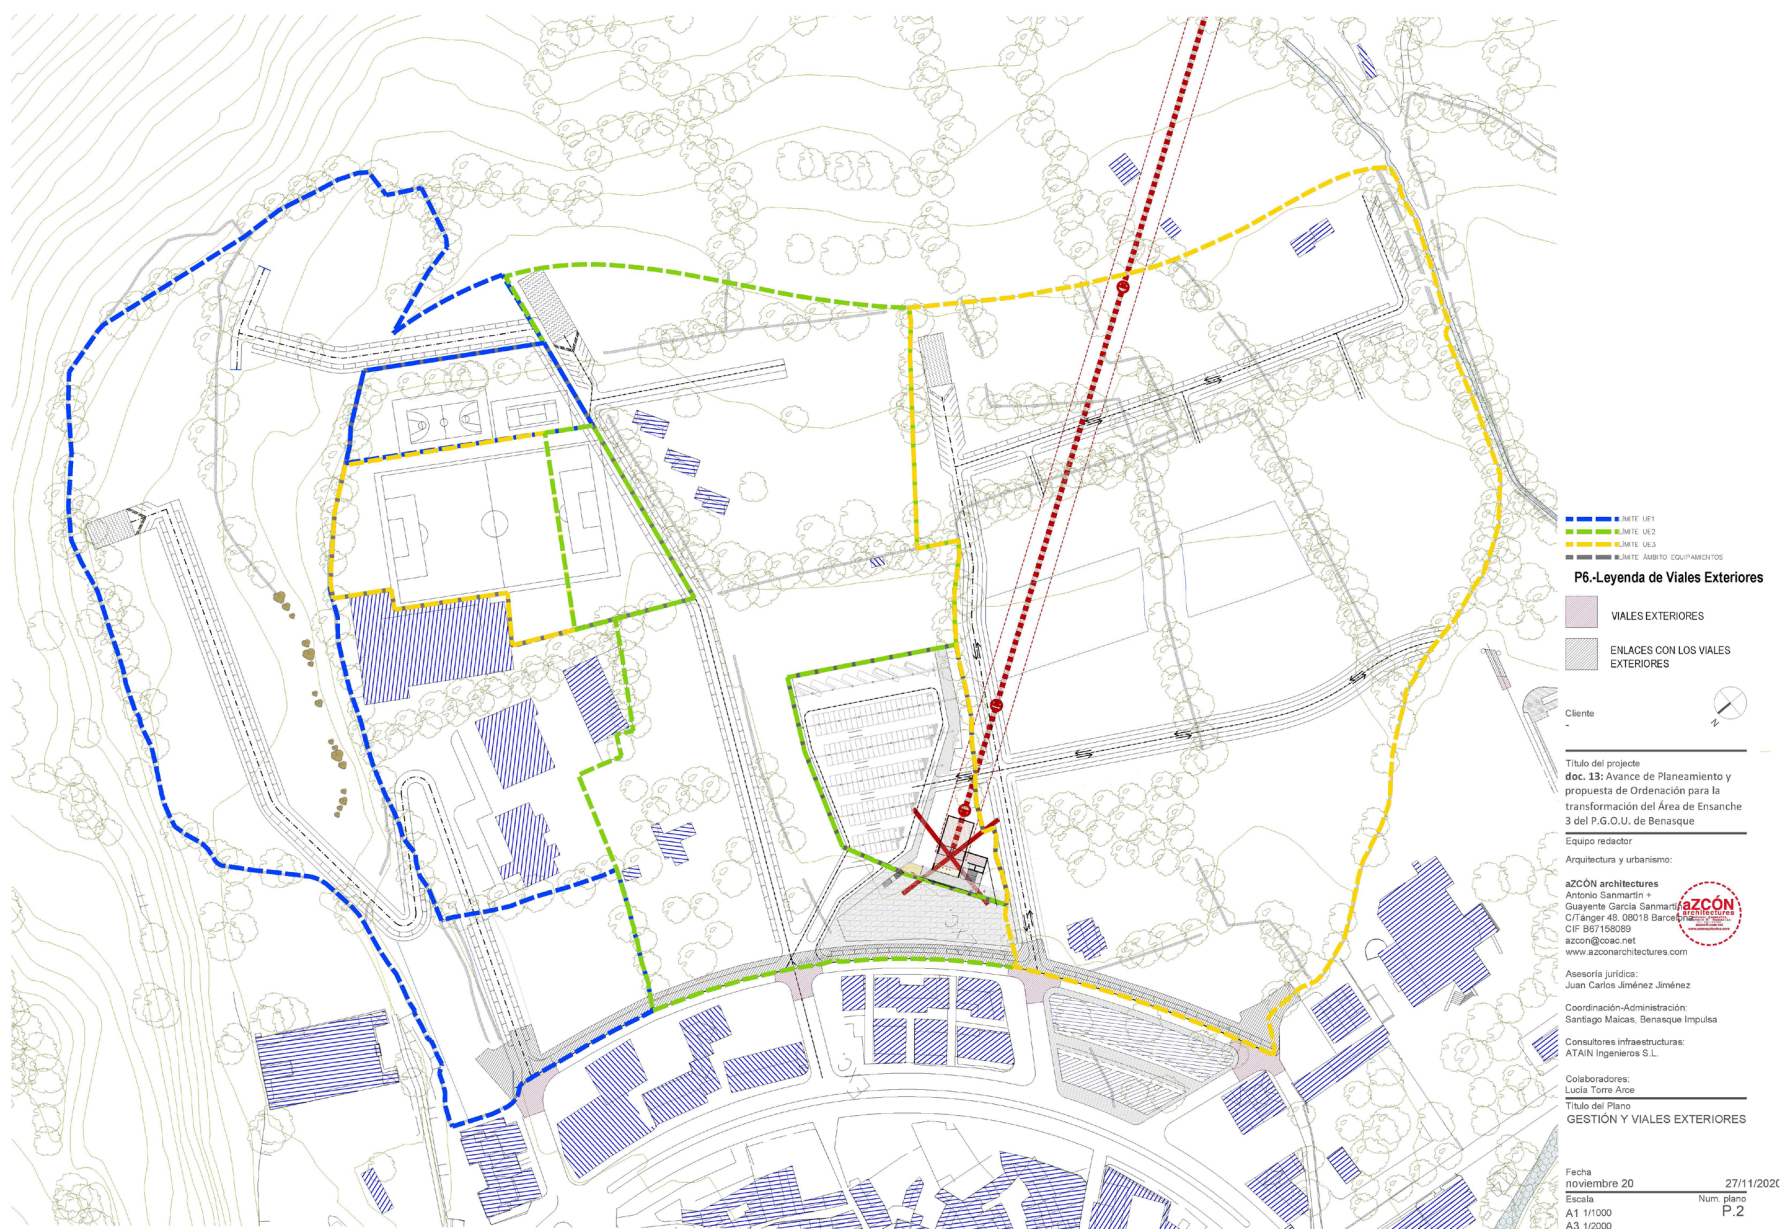 LÍMITE UE1
LÍMITE UE2
LÍMITE UE3
LÍMITE ÁMBITO EQUIPAMIENTOS
P6.-Leyenda de Viales Exteriores
VIALES EXTERIORES
ENLACES CON LOS VIALES
EXTERIORES
Cliente
-
N
Título del projecte
doc. 13: Avance de Planeamiento y
propuesta de Ordenación para la
transformación del Área de Ensanche
3 del P.G.O.U. de Benasque
Equipo redactor
Arquitectura y urbanismo:
aZCÓN architectures
Antonio Sanmartín +
Guayente García Sanmartín
C/Tánger 48. 08018 Barcelona
CIF B67158089
azcon@coac.net
www.azconarchitectures.com
aZCÓN
architectures
Asesoría jurídica:
Juan Carlos Jiménez Jiménez
Coordinación-Administración:
Santiago Maicas, Benasque Impulsa
Consultores infraestructuras:
ATAIN Ingenieros S.L.
Colaboradores:
Lucía Torre Arce
Título del Plano
GESTIÓN Y VIALES EXTERIORES
Fecha
noviembre 20 27/11/2020
Escala Num. plano
A1 1/1000 P.2
A3 1/2000